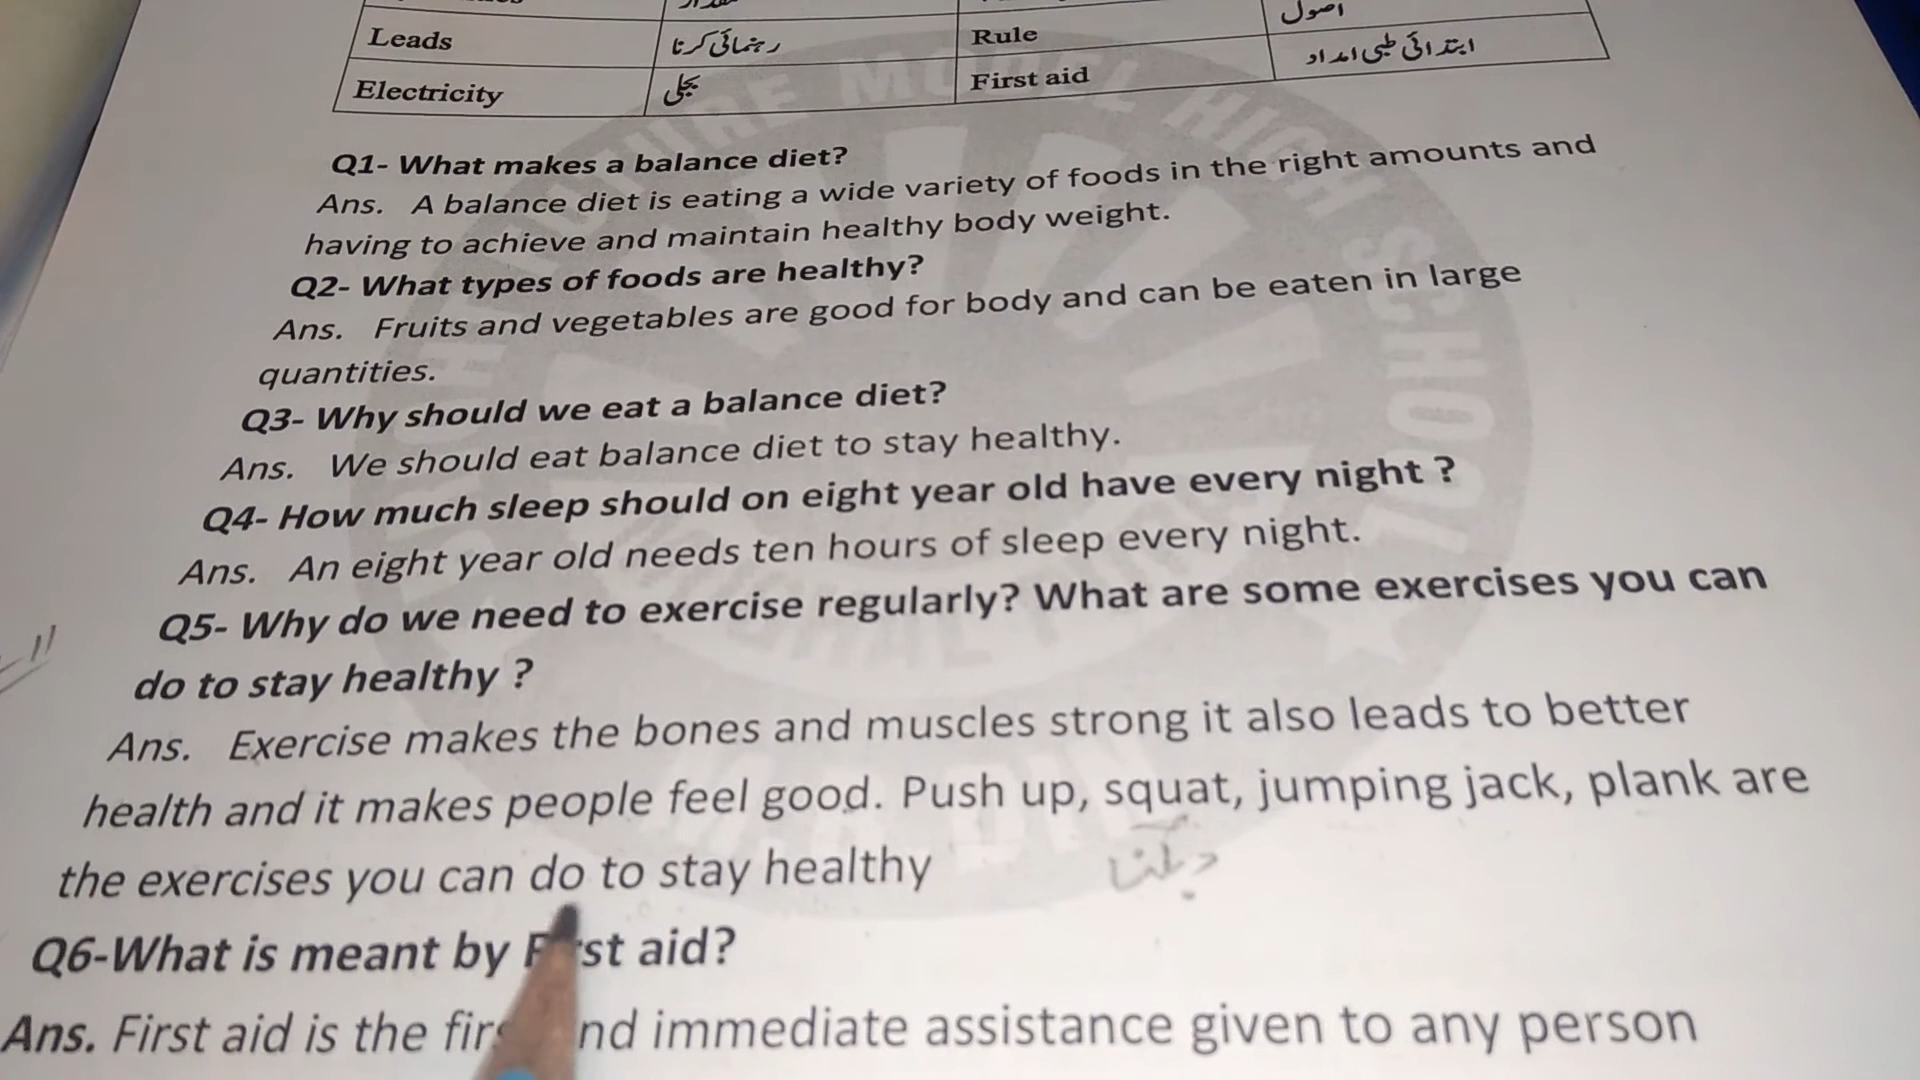 Leads رہنمائی کرنا Rule اصول
Electricity بجلی First aid ابتدائی طبی امداد
Q1- What makes a balance diet?
Ans. A balance diet is eating a wide variety of foods in the right amounts and
having to achieve and maintain healthy body weight.
Q2- What types of foods are healthy?
Ans. Fruits and vegetables are good for body and can be eaten in large
quantities.
Q3- Why should we eat a balance diet?
Ans. We should eat balance diet to stay healthy.
Q4- How much sleep should on eight year old have every night ?
Ans. An eight year old needs ten hours of sleep every night.
Q5- Why do we need to exercise regularly? What are some exercises you can
do to stay healthy ?
Ans. Exercise makes the bones and muscles strong it also leads to better
health and it makes people feel good. Push up, squat, jumping jack, plank are
the exercises you can do to stay healthy
Q6-What is meant by First aid?
Ans. First aid is the first and immediate assistance given to any person
MODEL HIGH SCHOOL